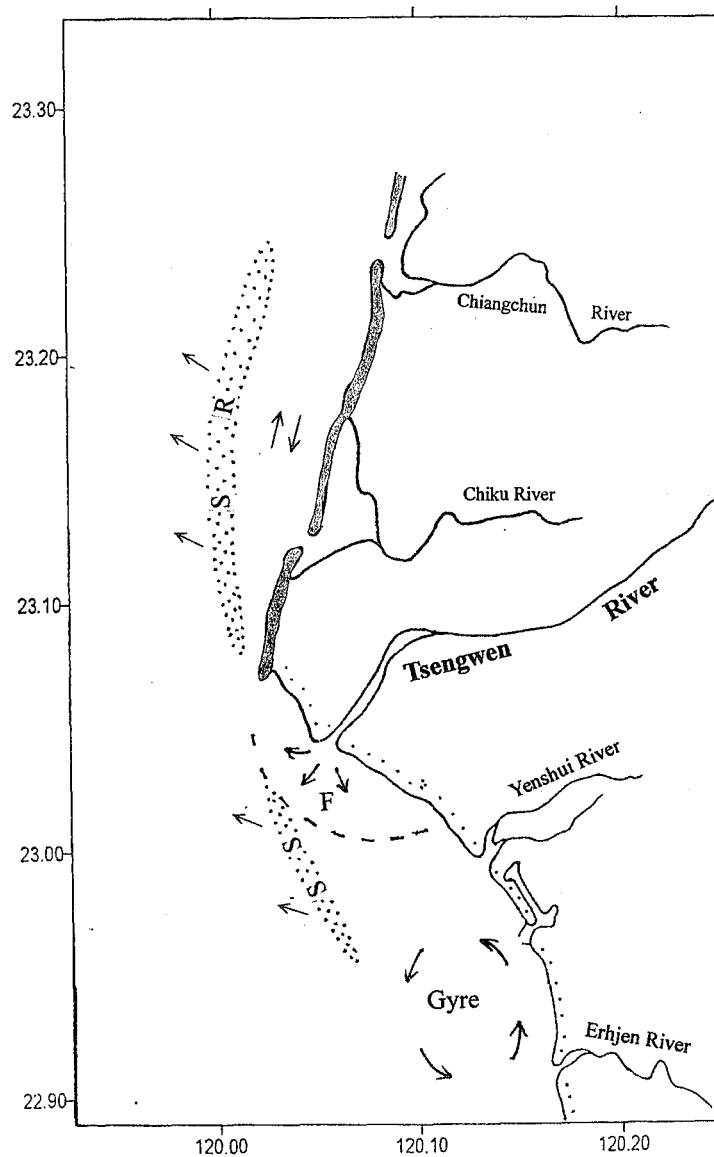 23.30
Chiangchun River
23.20
R
S
Chiku River
23.10
Tsengwen River
Yenshui River
F
23.00
S
S
Gyre
Erhjen River
22.90
120.00 120.10 120.20